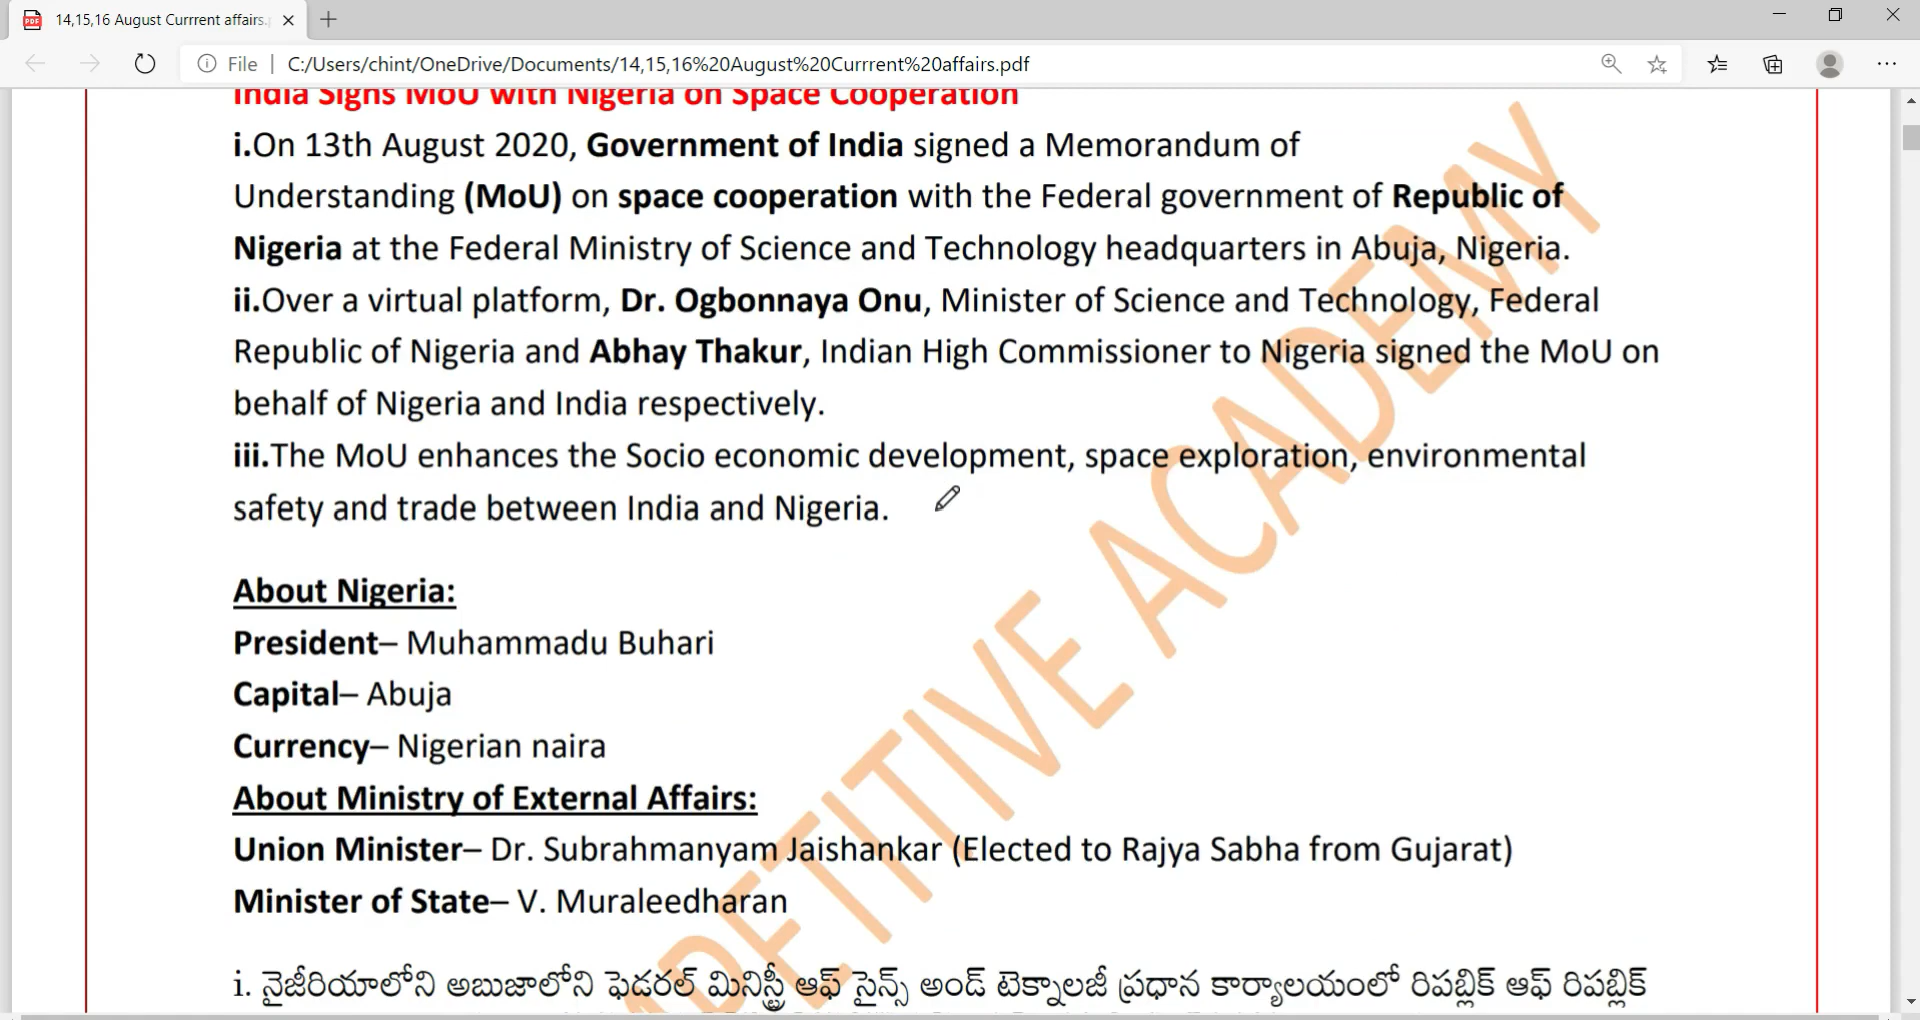 14,15,16 August Currrent affairs.
File | C:/Users/chint/OneDrive/Documents/14,15,16%20August%20Currrent%20affairs.pdf
India Signs MoU with Nigeria on Space Cooperation
i.On 13th August 2020, Government of India signed a Memorandum of
Understanding (MoU) on space cooperation with the Federal government of Republic of
Nigeria at the Federal Ministry of Science and Technology headquarters in Abuja, Nigeria.
ii.Over a virtual platform, Dr. Ogbonnaya Onu, Minister of Science and Technology, Federal
Republic of Nigeria and Abhay Thakur, Indian High Commissioner to Nigeria signed the MoU on
behalf of Nigeria and India respectively.
iii.The MoU enhances the Socio economic development, space exploration, environmental
safety and trade between India and Nigeria.
About Nigeria:
President– Muhammadu Buhari
Capital– Abuja
Currency– Nigerian naira
About Ministry of External Affairs:
Union Minister– Dr. Subrahmanyam Jaishankar (Elected to Rajya Sabha from Gujarat)
Minister of State– V. Muraleedharan
i. నైజీరియాలోని అబుజాలోని ఫెడరల్ మినిస్ట్రీ ఆఫ్ సైన్స్ అండ్ టెక్నాలజీ ప్రధాన కార్యాలయంలో రిపబ్లిక్ ఆఫ్ రిపబ్లిక్
ACADEMY